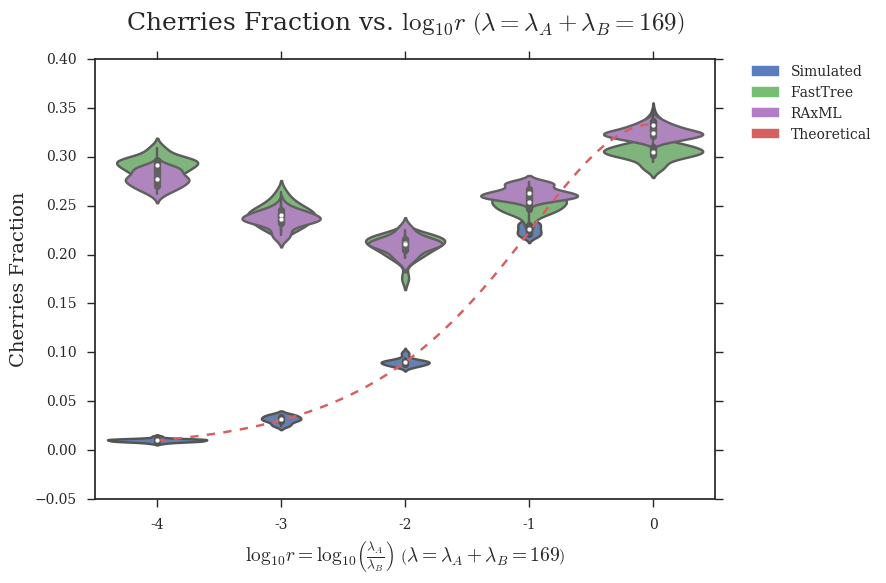 Cherries Fraction vs. log₁₀r (λ = λ_A + λ_B = 169)
Simulated
FastTree
RAxML
Theoretical
Cherries Fraction
0.40
0.35
0.30
0.25
0.20
0.15
0.10
0.05
0.00
−0.05
-4
-3
-2
-1
0
log₁₀r = log₁₀(λ_A/λ_B) (λ = λ_A + λ_B = 169)